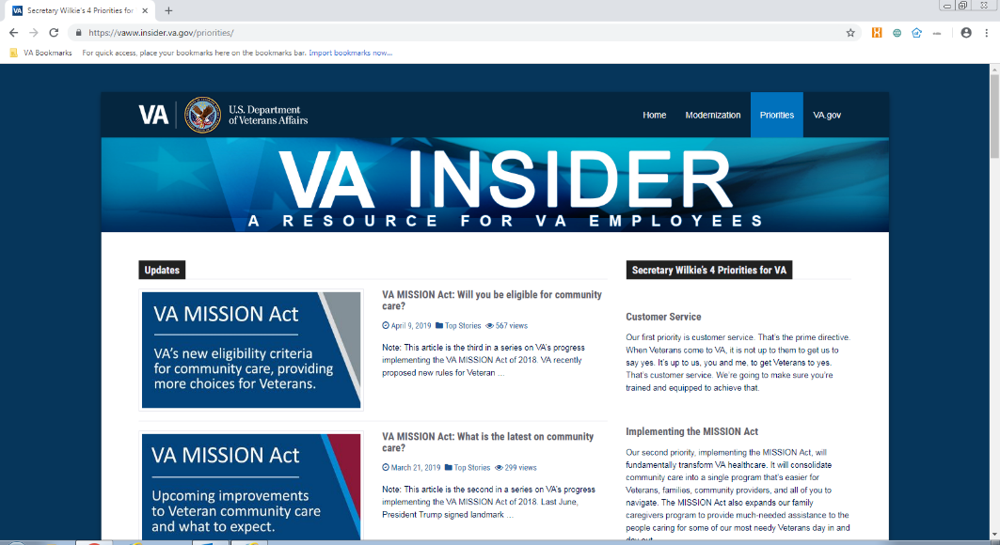 Secretary Wilkie's 4 Priorities for
https://vaww.insider.va.gov/priorities/
VA Bookmarks For quick access, place your bookmarks here on the bookmarks bar. Import bookmarks now...
VA
U.S. Department
of Veterans Affairs
Home Modernization Priorities VA.gov
VA INSIDER
A RESOURCE FOR VA EMPLOYEES
Updates
VA MISSION Act
VA's new eligibility criteria
for community care, providing
more choices for Veterans.
VA MISSION Act: Will you be eligible for community
care?
April 9, 2019 Top Stories 567 views
Note: This article is the third in a series on VA's progress
implementing the VA MISSION Act of 2018. VA recently
proposed new rules for Veteran ...
VA MISSION Act
Upcoming improvements
to Veteran community care
and what to expect.
VA MISSION Act: What is the latest on community
care?
March 21, 2019 Top Stories 299 views
Note: This article is the second in a series on VA's progress
implementing the VA MISSION Act of 2018. Last June,
President Trump signed landmark ...
Secretary Wilkie's 4 Priorities for VA
Customer Service
Our first priority is customer service. That's the prime directive.
When Veterans come to VA, it is not up to them to get us to
say yes. It's up to us, you and me, to get Veterans to yes.
That's customer service. We're going to make sure you're
trained and equipped to achieve that.
Implementing the MISSION Act
Our second priority, implementing the MISSION Act, will
fundamentally transform VA healthcare. It will consolidate
community care into a single program that's easier for
Veterans, families, community providers, and all of you to
navigate. The MISSION Act also expands our family
caregivers program to provide much-needed assistance to the
people caring for some of our most needy Veterans day in and
day out.